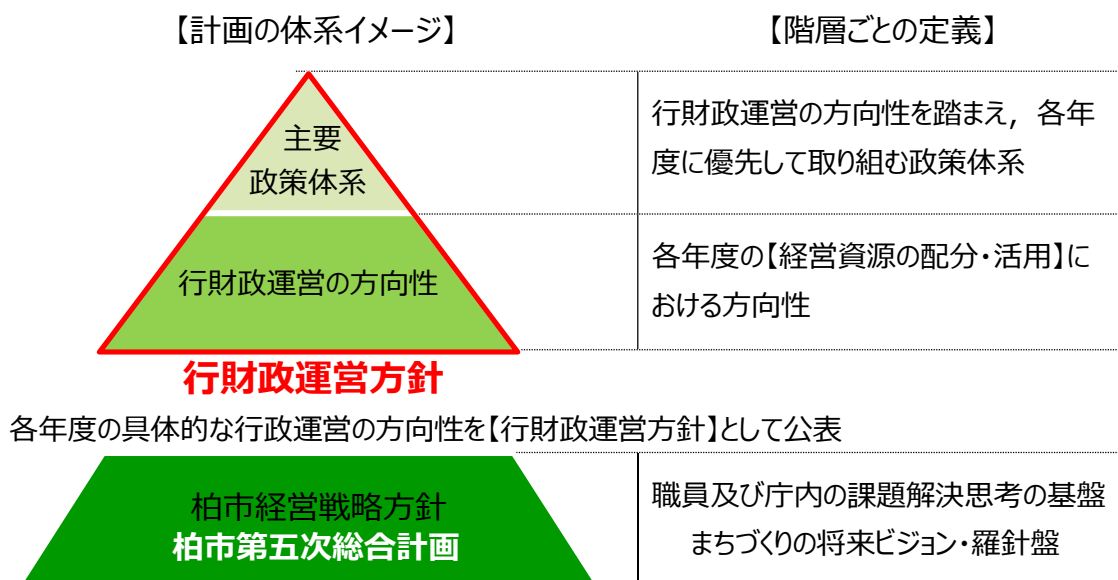 【計画の体系イメージ】
【階層ごとの定義】
主要
政策体系
行財政運営の方向性を踏まえ，各年
度に優先して取り組む政策体系
行財政運営の方向性
各年度の【経営資源の配分・活用】に
おける方向性
行財政運営方針
各年度の具体的な行政運営の方向性を【行財政運営方針】として公表
柏市経営戦略方針
柏市第五次総合計画
職員及び庁内の課題解決思考の基盤
まちづくりの将来ビジョン・羅針盤